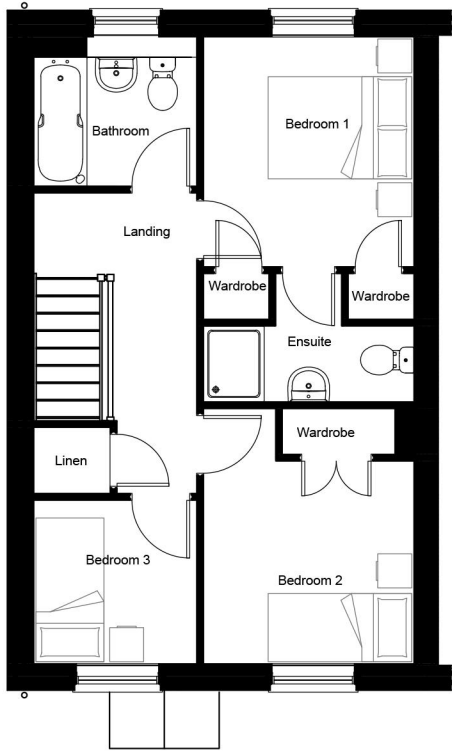 Bathroom
Bedroom 1
Landing
Wardrobe
Wardrobe
Ensuite
Wardrobe
Linen
Bedroom 3
Bedroom 2